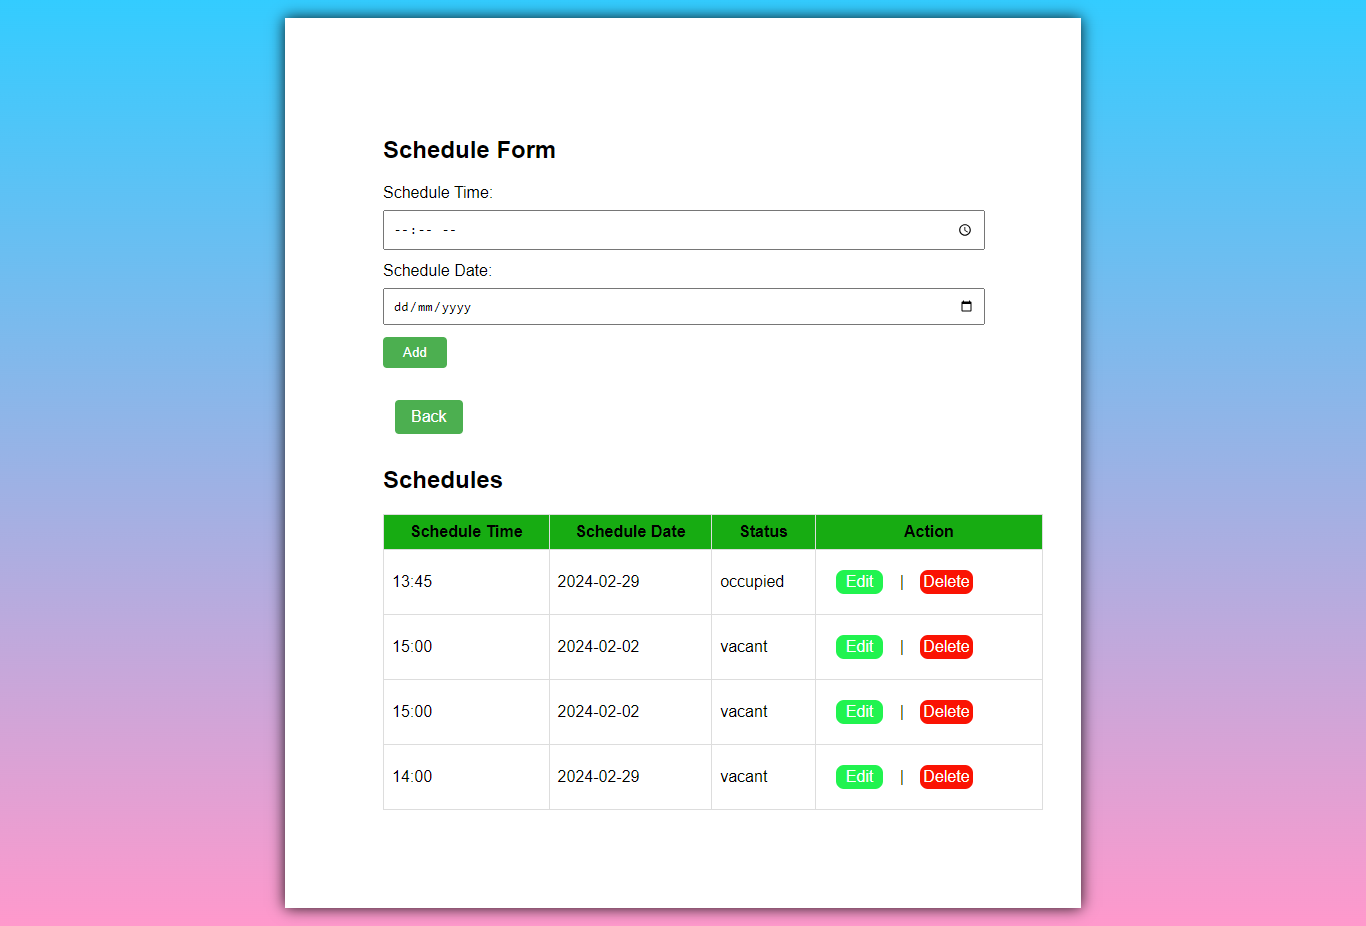 Schedule Form
Schedule Time:
--:-- --
Schedule Date:
dd/mm/yyyy
Add
Back
Schedules
Schedule Time Schedule Date Status Action
13:45 2024-02-29 occupied Edit | Delete
15:00 2024-02-02 vacant Edit | Delete
15:00 2024-02-02 vacant Edit | Delete
14:00 2024-02-29 vacant Edit | Delete